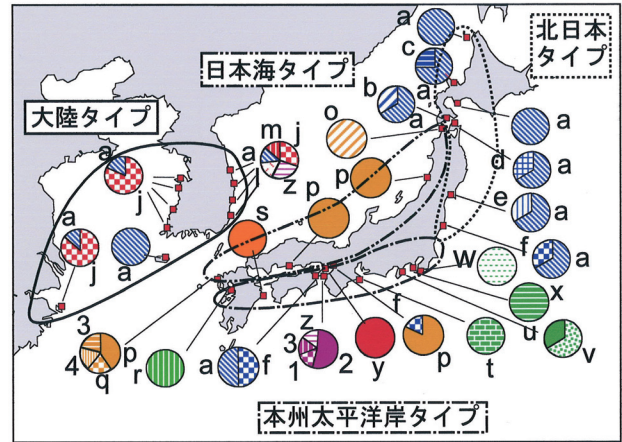 a
北日本
タイプ
c
a
日本海タイプ
b
a
大陸タイプ
o
a
a
a
m j
z
d
a
p
p
j
s
e
a
a
j
a
f
a
W
x
3
4 q p
r
a f
z
3
1 2
y
f
p
t
u
v
本州太平洋岸タイプ